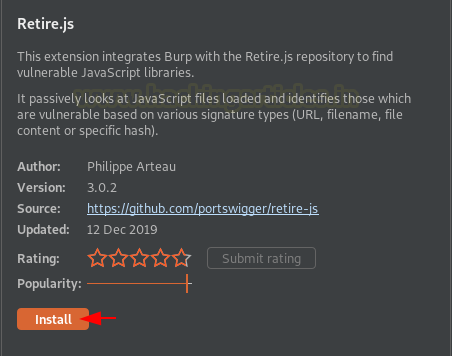 Retire.js
This extension integrates Burp with the Retire.js repository to find
vulnerable JavaScript libraries.
It passively looks at JavaScript files loaded and identifies those which
are vulnerable based on various signature types (URL, filename, file
content or specific hash).
Author: Philippe Arteau
Version: 3.0.2
Source: https://github.com/portswigger/retire-js
Updated: 12 Dec 2019
Rating: Submit rating
Popularity:
Install